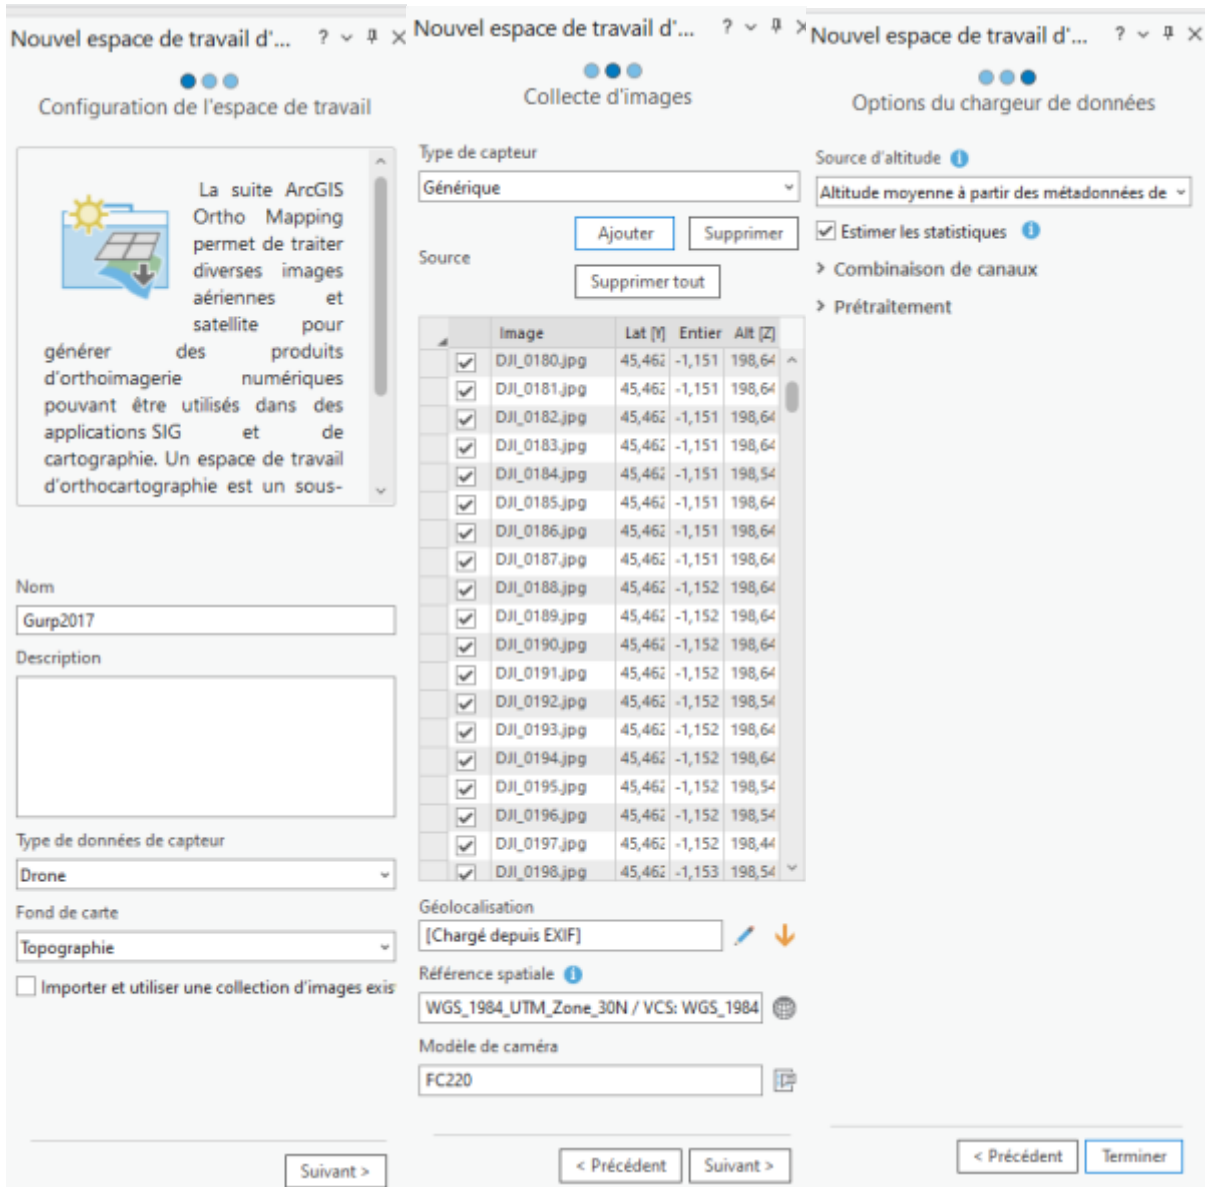 Nouvel espace de travail d'... ?
Configuration de l'espace de travail
La suite ArcGIS
Ortho Mapping
permet de traiter
diverses images
aériennes et
satellite pour
générer des produits
d'orthoimagerie numériques
pouvant être utilisés dans des
applications SIG et de
cartographie. Un espace de travail
d'orthocartographie est un sous-
Nom
Gurp2017
Description
Type de données de capteur
Drone
Fond de carte
Topographie
Importer et utiliser une collection d'images exis
Suivant >
Nouvel espace de travail d'... ?
Collecte d'images
Type de capteur
Générique
Ajouter Supprimer
Source
Supprimer tout
Image Lat [Y] Entier Alt [Z]
DJI_0180.jpg 45,462 -1,151 198,64
DJI_0181.jpg 45,462 -1,151 198,64
DJI_0182.jpg 45,462 -1,151 198,64
DJI_0183.jpg 45,462 -1,151 198,64
DJI_0184.jpg 45,462 -1,151 198,54
DJI_0185.jpg 45,462 -1,151 198,64
DJI_0186.jpg 45,462 -1,151 198,64
DJI_0187.jpg 45,462 -1,151 198,64
DJI_0188.jpg 45,462 -1,152 198,64
DJI_0189.jpg 45,462 -1,152 198,64
DJI_0190.jpg 45,462 -1,152 198,64
DJI_0191.jpg 45,462 -1,152 198,64
DJI_0192.jpg 45,462 -1,152 198,54
DJI_0193.jpg 45,462 -1,152 198,64
DJI_0194.jpg 45,462 -1,152 198,64
DJI_0195.jpg 45,462 -1,152 198,54
DJI_0196.jpg 45,462 -1,152 198,54
DJI_0197.jpg 45,462 -1,152 198,44
DJI_0198.jpg 45,462 -1,153 198,54
Géolocalisation
[Chargé depuis EXIF]
Référence spatiale
WGS_1984_UTM_Zone_30N / VCS: WGS_1984
Modèle de caméra
FC220
< Précédent Suivant >
Nouvel espace de travail d'... ?
Options du chargeur de données
Source d'altitude
Altitude moyenne à partir des métadonnées de
Estimer les statistiques
> Combinaison de canaux
> Prétraitement
< Précédent Terminer